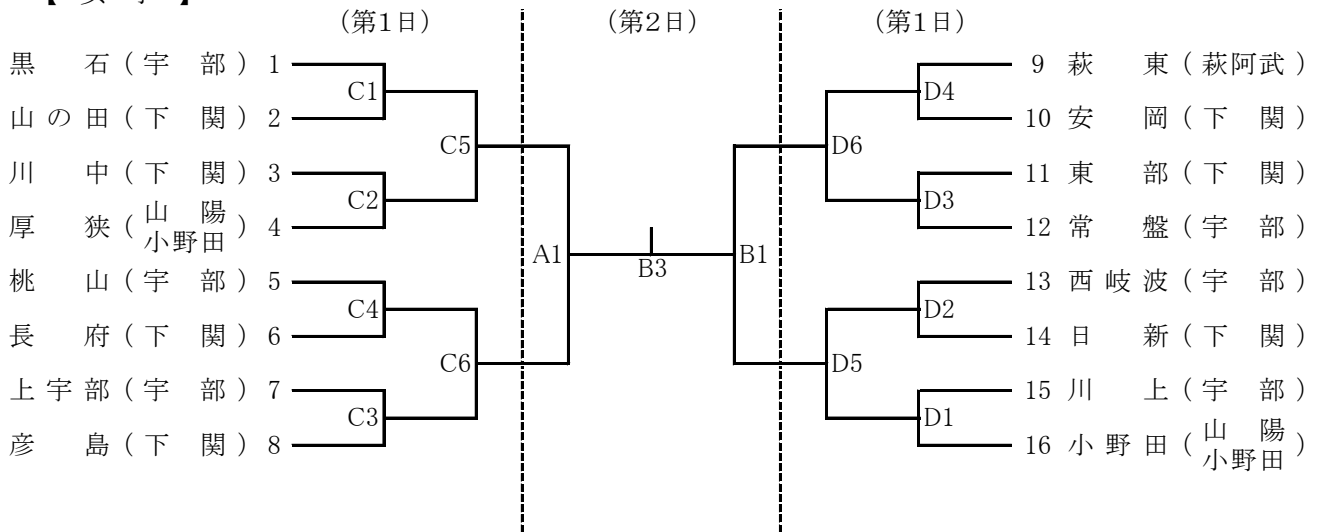 【 女 子 】
(第1日) (第2日) (第1日)
黒 石 ( 宇 部 ) 1
山 の 田 ( 下 関 ) 2
川 中 ( 下 関 ) 3
厚 狭 ( 山 陽 小野田 ) 4
桃 山 ( 宇 部 ) 5
長 府 ( 下 関 ) 6
上 宇 部 ( 宇 部 ) 7
彦 島 ( 下 関 ) 8
C1
C5
C2
C4
C6
C3
A1
B3
B1
D4
D6
D3
D2
D5
D1
9 萩 東 ( 萩阿武 )
10 安 岡 ( 下 関 )
11 東 部 ( 下 関 )
12 常 盤 ( 宇 部 )
13 西 岐 波 ( 宇 部 )
14 日 新 ( 下 関 )
15 川 上 ( 宇 部 )
16 小 野 田 ( 山 陽 小野田 )